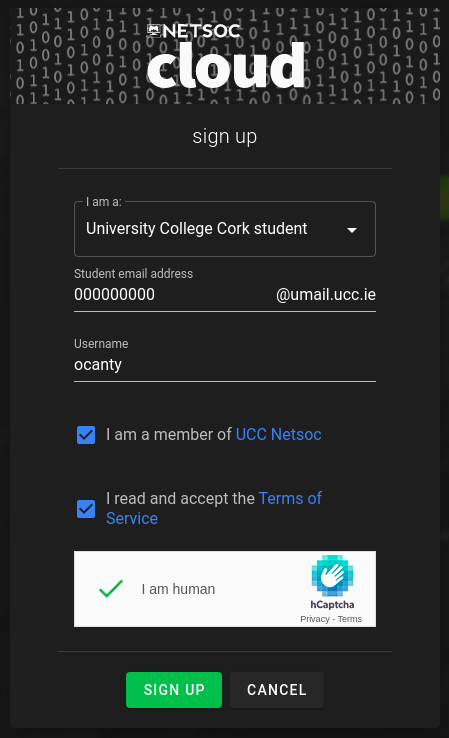 NETSOC
cloud
sign up
I am a:
University College Cork student
Student email address
000000000 @umail.ucc.ie
Username
ocanty
I am a member of UCC Netsoc
I read and accept the Terms of
Service
I am human
hCaptcha
Privacy - Terms
SIGN UP CANCEL